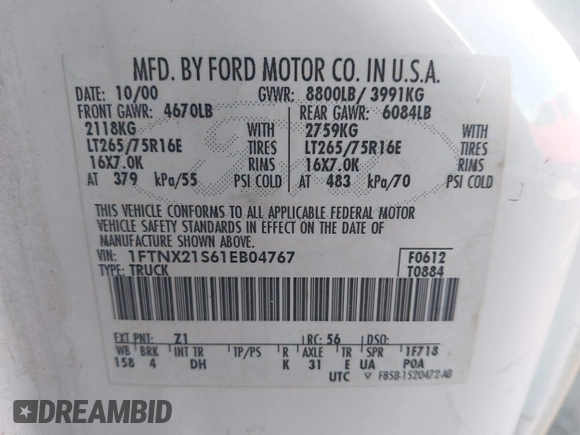 MFD. BY FORD MOTOR CO. IN U.S.A.
DATE: 10/00 GVWR: 8800LB/ 3991KG
FRONT GAWR: 4670LB REAR GAWR: 6084LB
2118KG WITH 2759KG WITH
LT265/75R16E TIRES LT265/75R16E TIRES
16X7.0K RIMS 16X7.0K RIMS
AT 379 kPa/55 PSI COLD AT 483 kPa/70 PSI COLD
THIS VEHICLE CONFORMS TO ALL APPLICABLE FEDERAL MOTOR
VEHICLE SAFETY STANDARDS IN EFFECT ON THE DATE OF
MANUFACTURE SHOWN ABOVE.
VIN: 1FTNX21S61EB04767 F0612
TYPE: TRUCK T0884
EXT PNT: Z1 RC: 56 DSO:
WB BRK INT TR TP/PS R AXLE TR SPR 1F718
158 4 DH K 31 E UA POA
UTC F85B-1520472-AB
DREAMBID